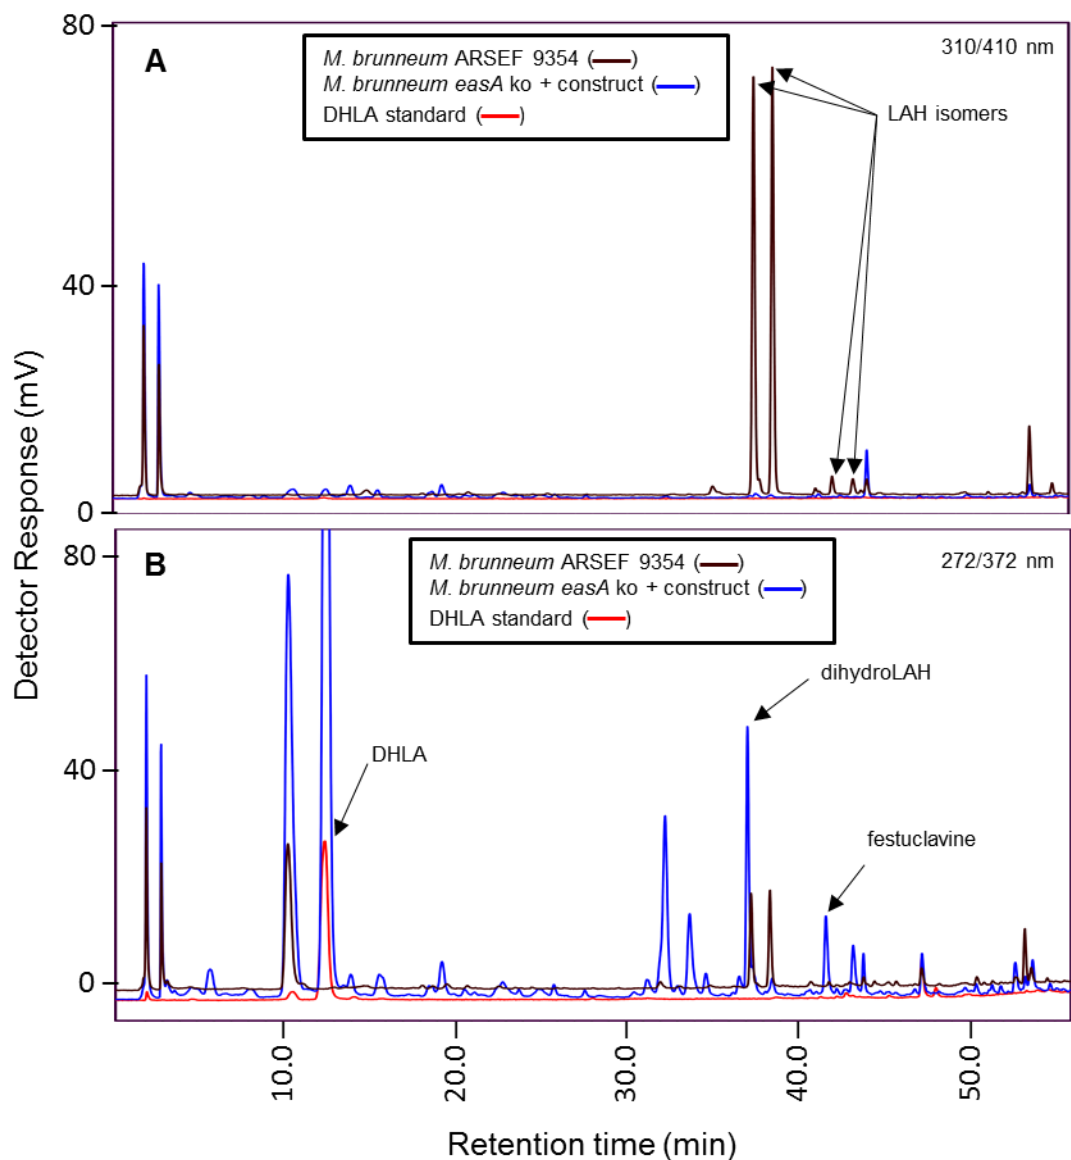 80
A
M. brunneum ARSEF 9354 ( )
M. brunneum easA ko + construct ( )
DHLA standard ( )
310/410 nm
LAH isomers
40
0
Detector Response (mV)
80
B
M. brunneum ARSEF 9354 ( )
M. brunneum easA ko + construct ( )
DHLA standard ( )
272/372 nm
dihydroLAH
DHLA
40
festuclavine
0
10.0 20.0 30.0 40.0 50.0
Retention time (min)